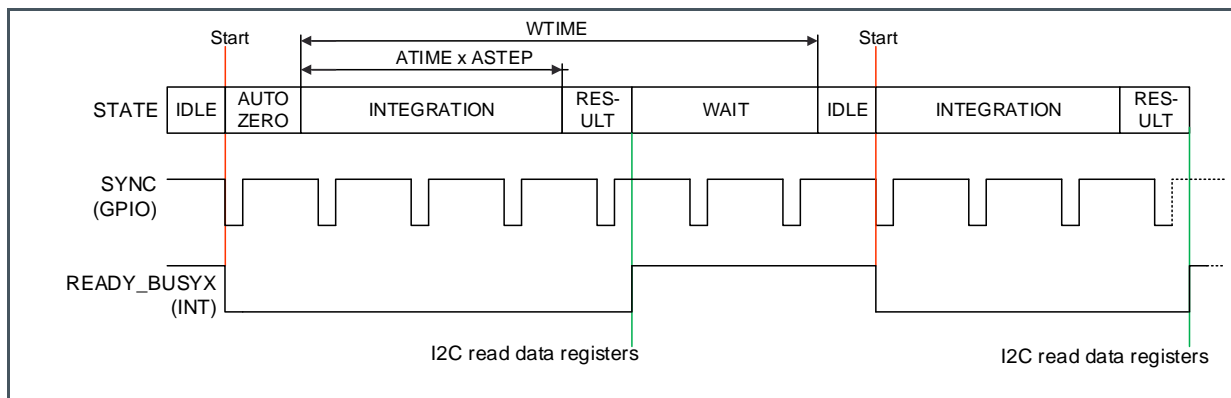 WTIME
Start
Start
ATIME x ASTEP
STATE IDLE AUTO ZERO INTEGRATION RES- ULT WAIT IDLE INTEGRATION RES- ULT
SYNC
(GPIO)
READY_BUSYX
(INT)
I2C read data registers
I2C read data registers